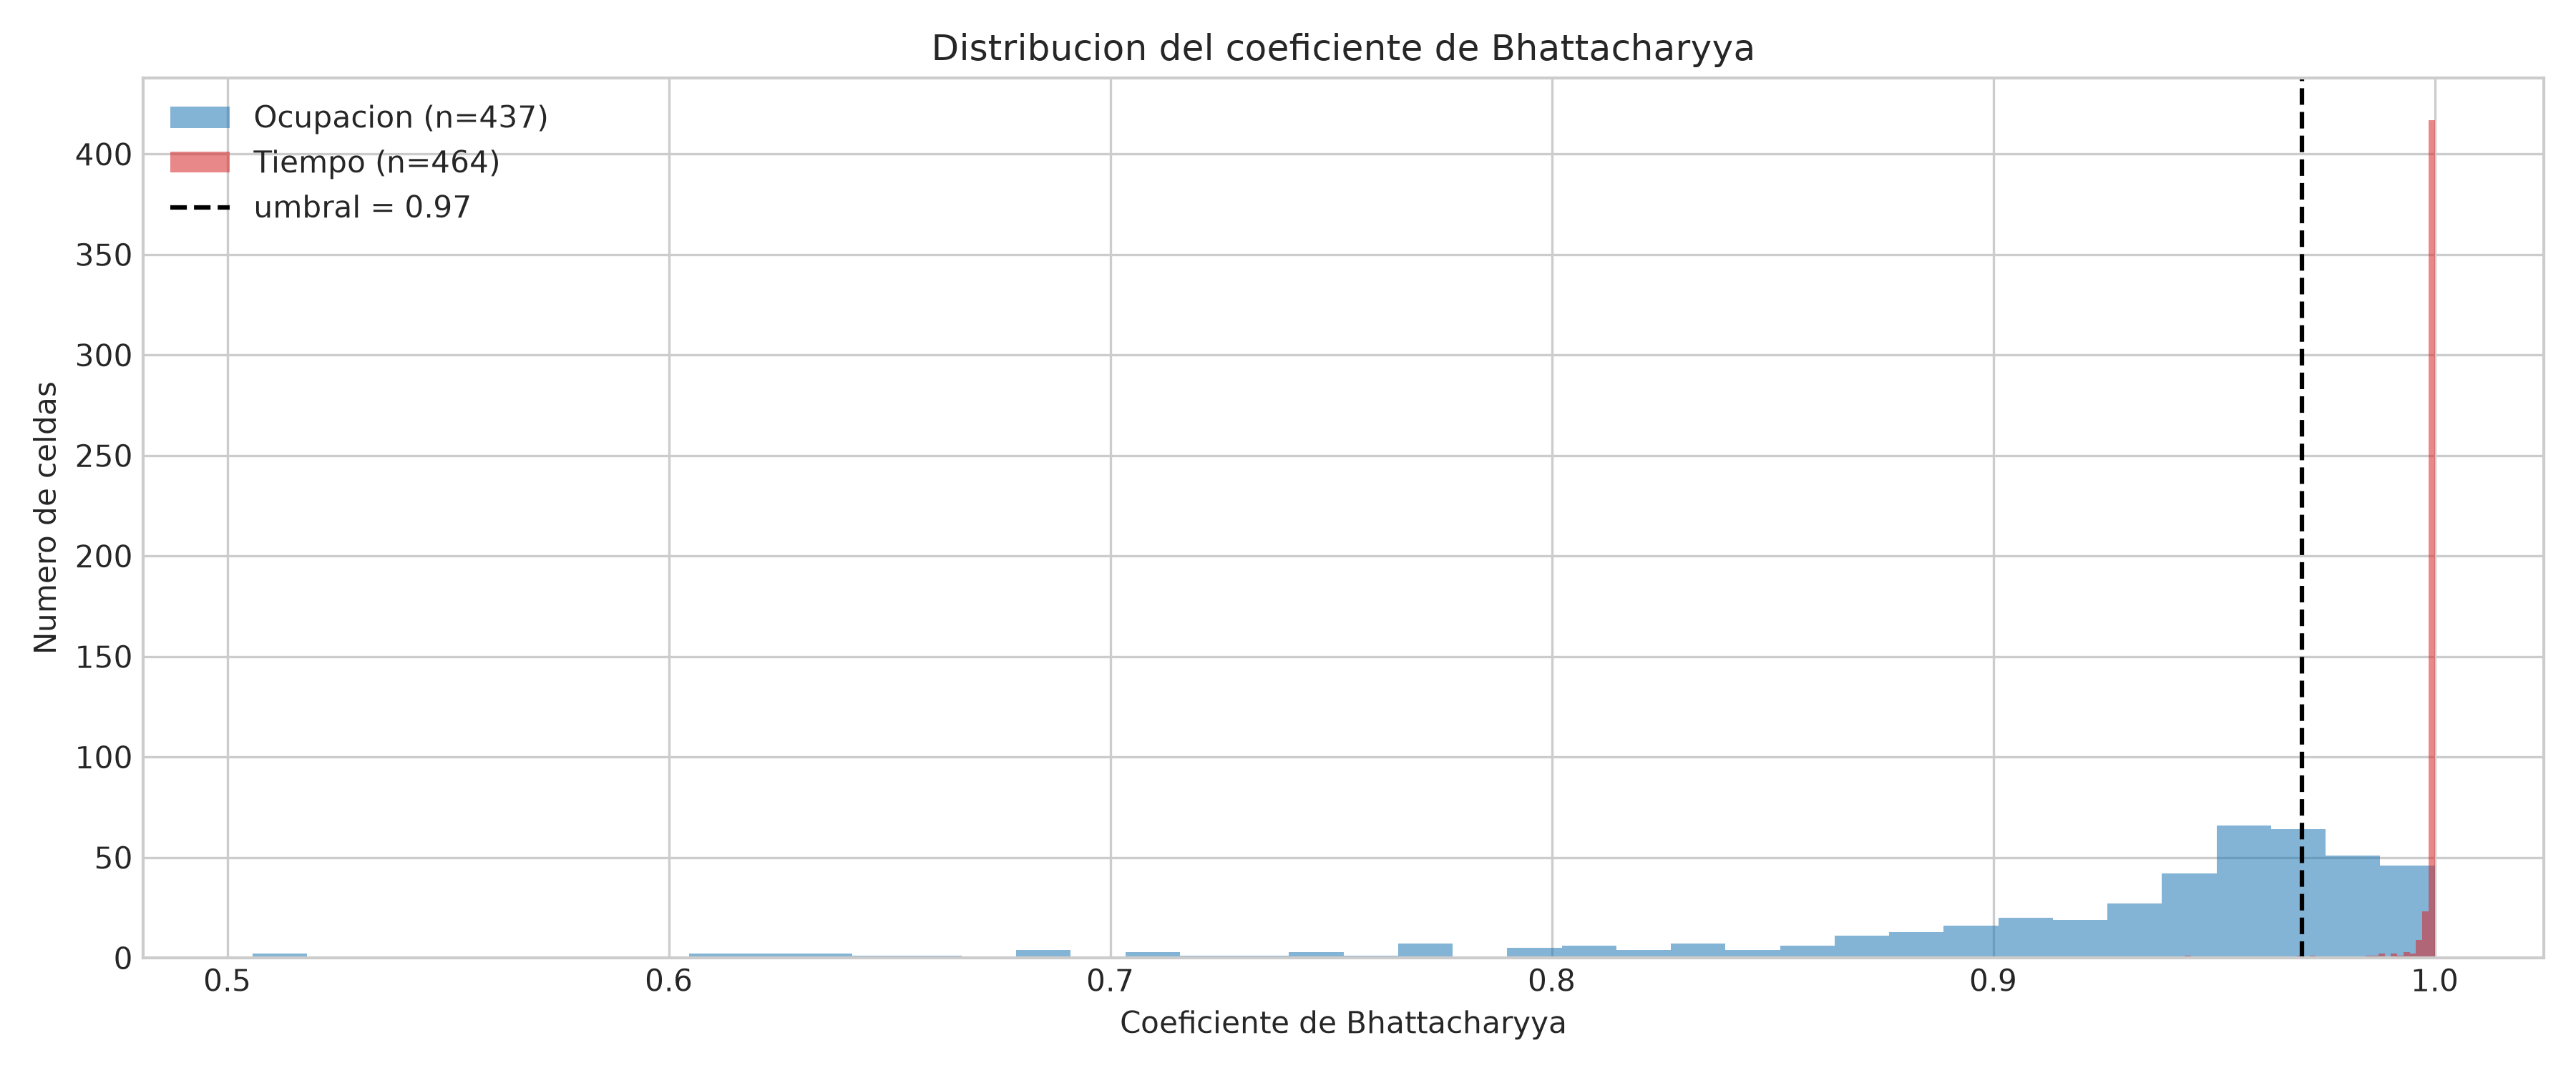 Distribucion del coeficiente de Bhattacharyya
Ocupacion (n=437)
Tiempo (n=464)
umbral = 0.97
400
350
300
250
200
150
100
50
0
Numero de celdas
0.5 0.6 0.7 0.8 0.9 1.0
Coeficiente de Bhattacharyya